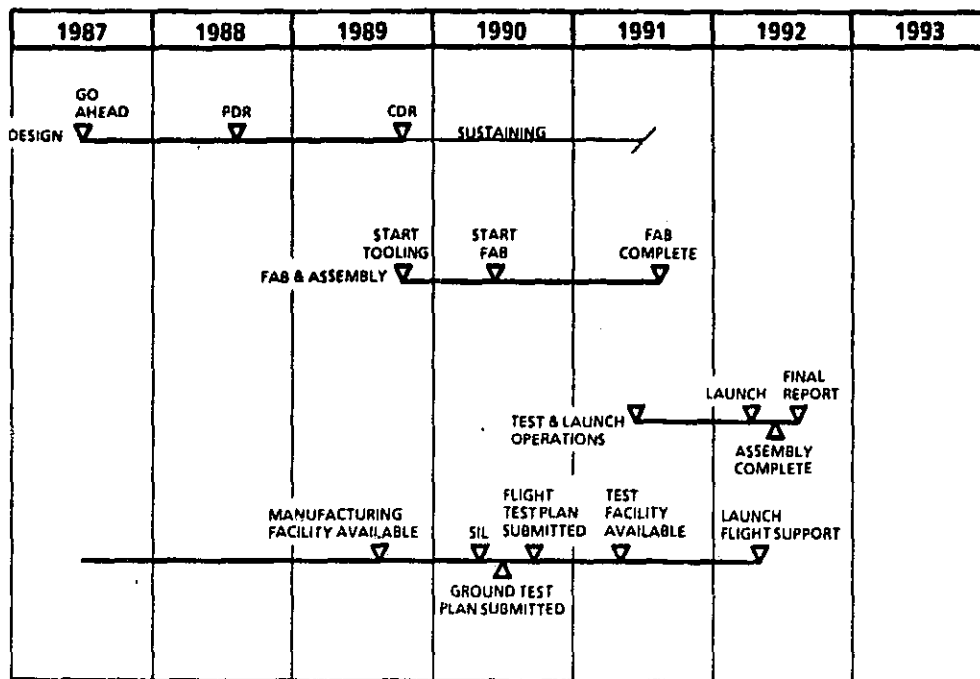 1987 1988 1989 1990 1991 1992 1993
GO
AHEAD
PDR
CDR
DESIGN
SUSTAINING
START
TOOLING
START
FAB
FAB
COMPLETE
FAB & ASSEMBLY
LAUNCH
FINAL
REPORT
TEST & LAUNCH
OPERATIONS
ASSEMBLY
COMPLETE
MANUFACTURING
FACILITY AVAILABLE
SIL
FLIGHT
TEST PLAN
SUBMITTED
TEST
FACILITY
AVAILABLE
LAUNCH
FLIGHT SUPPORT
GROUND TEST
PLAN SUBMITTED